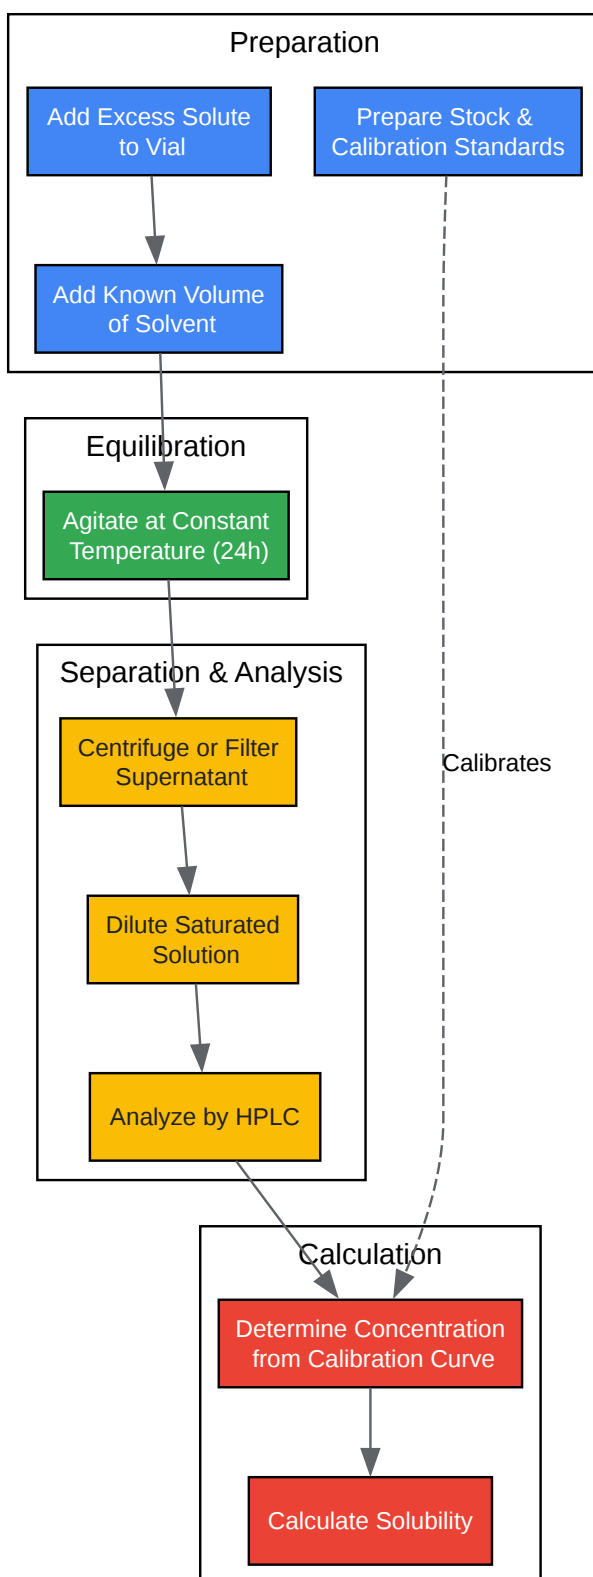 Preparation
Add Excess Solute
to Vial
Prepare Stock &
Calibration Standards
Add Known Volume
of Solvent
Equilibration
Agitate at Constant
Temperature (24h)
Separation & Analysis
Centrifuge or Filter
Supernatant
Calibrates
Dilute Saturated
Solution
Analyze by HPLC
Calculation
Determine Concentration
from Calibration Curve
Calculate Solubility